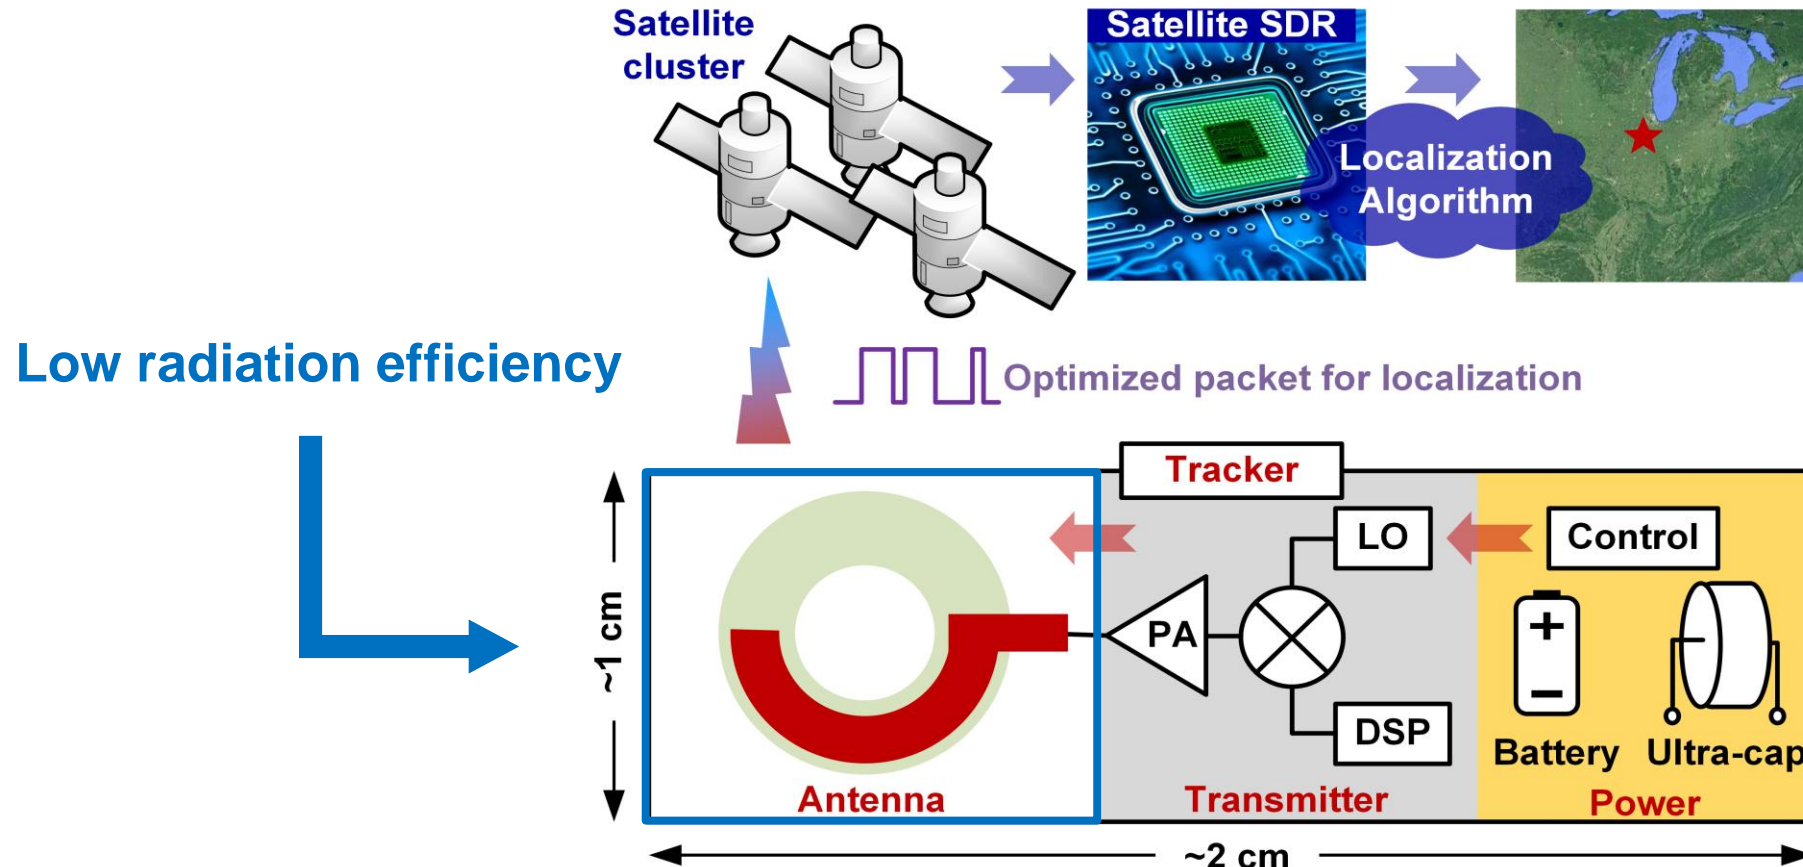 Satellite
cluster
Satellite SDR
Localization
Algorithm
Low radiation efficiency
Optimized packet for localization
Tracker
LO
Control
~1 cm
PA
DSP
Battery
Ultra-cap
Antenna
Transmitter
Power
~2 cm